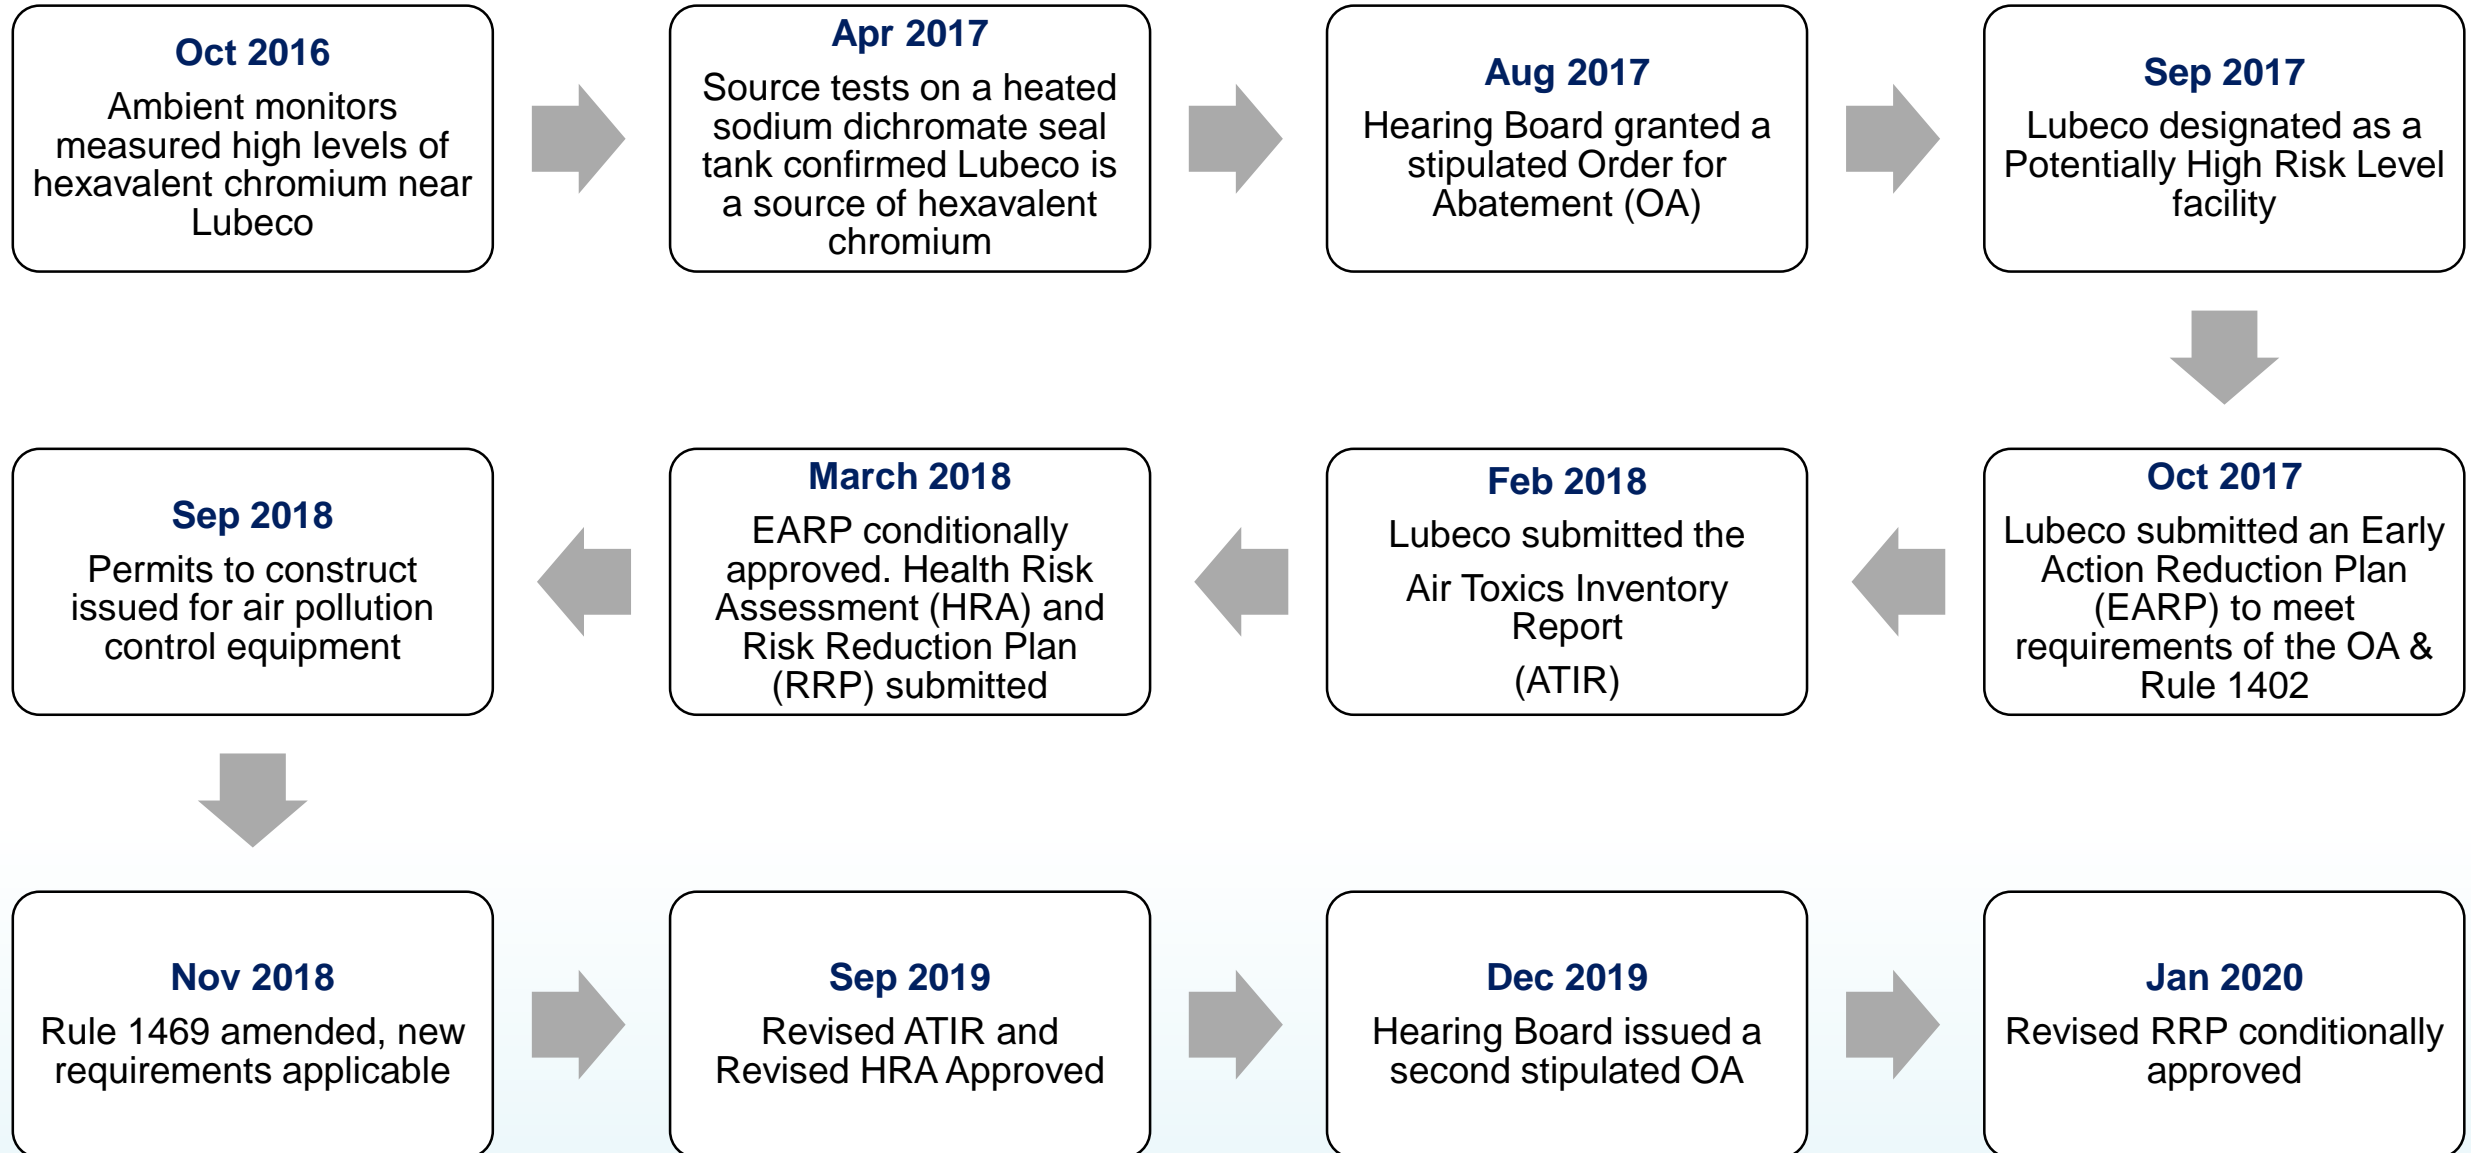 Oct 2016
Ambient monitors
measured high levels of
hexavalent chromium near
Lubeco
Apr 2017
Source tests on a heated
sodium dichromate seal
tank confirmed Lubeco is
a source of hexavalent
chromium
Aug 2017
Hearing Board granted a
stipulated Order for
Abatement (OA)
Sep 2017
Lubeco designated as a
Potentially High Risk Level
facility
Oct 2017
Lubeco submitted an Early
Action Reduction Plan
(EARP) to meet
requirements of the OA &
Rule 1402
Feb 2018
Lubeco submitted the
Air Toxics Inventory
Report
(ATIR)
March 2018
EARP conditionally
approved. Health Risk
Assessment (HRA) and
Risk Reduction Plan
(RRP) submitted
Sep 2018
Permits to construct
issued for air pollution
control equipment
Nov 2018
Rule 1469 amended, new
requirements applicable
Sep 2019
Revised ATIR and
Revised HRA Approved
Dec 2019
Hearing Board issued a
second stipulated OA
Jan 2020
Revised RRP conditionally
approved